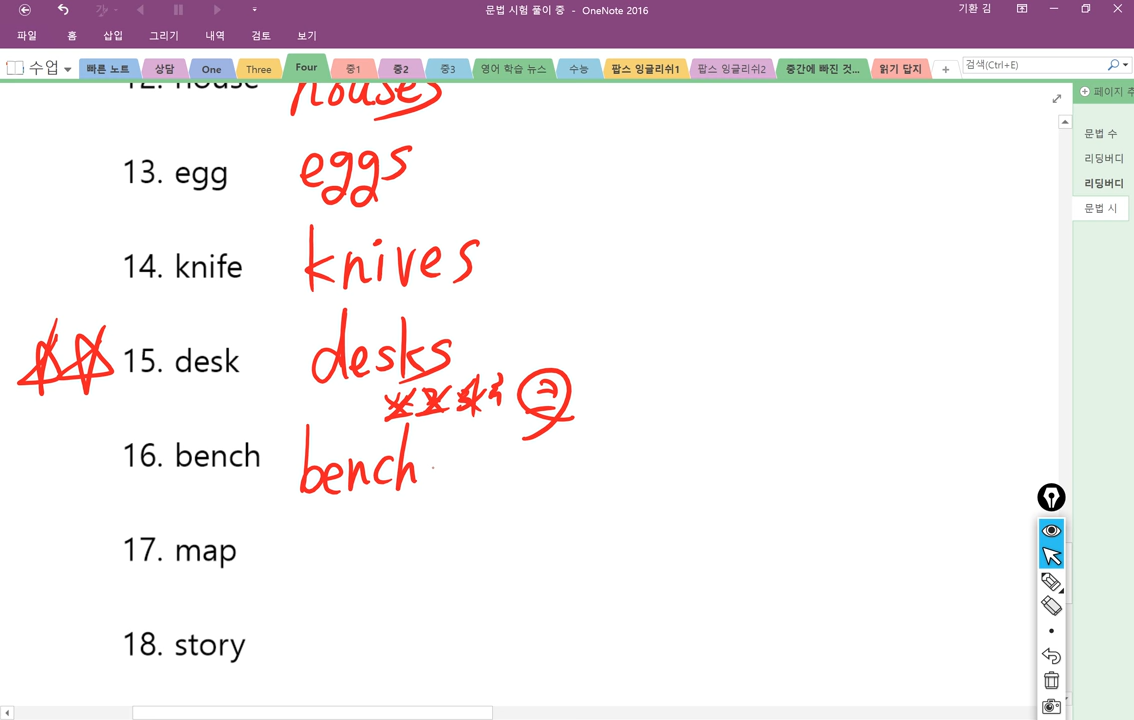 문법 시험 풀이 중 - OneNote 2016
기환 김
파일 홈 삽입 그리기 내역 검토 보기
수업 빠른 노트 상담 One Three Four 중1 중2 중3 영어 학습 뉴스 수능 팝스 잉글리쉬1 팝스 잉글리쉬2 중간에 빠진 것... 읽기 답지 + 검색(Ctrl+E)
페이지 추
문법 수
리딩버디
리딩버디
문법 시
12. house houses
13. egg eggs
14. knife knives
15. desk desks
16. bench bench
17. map
18. story